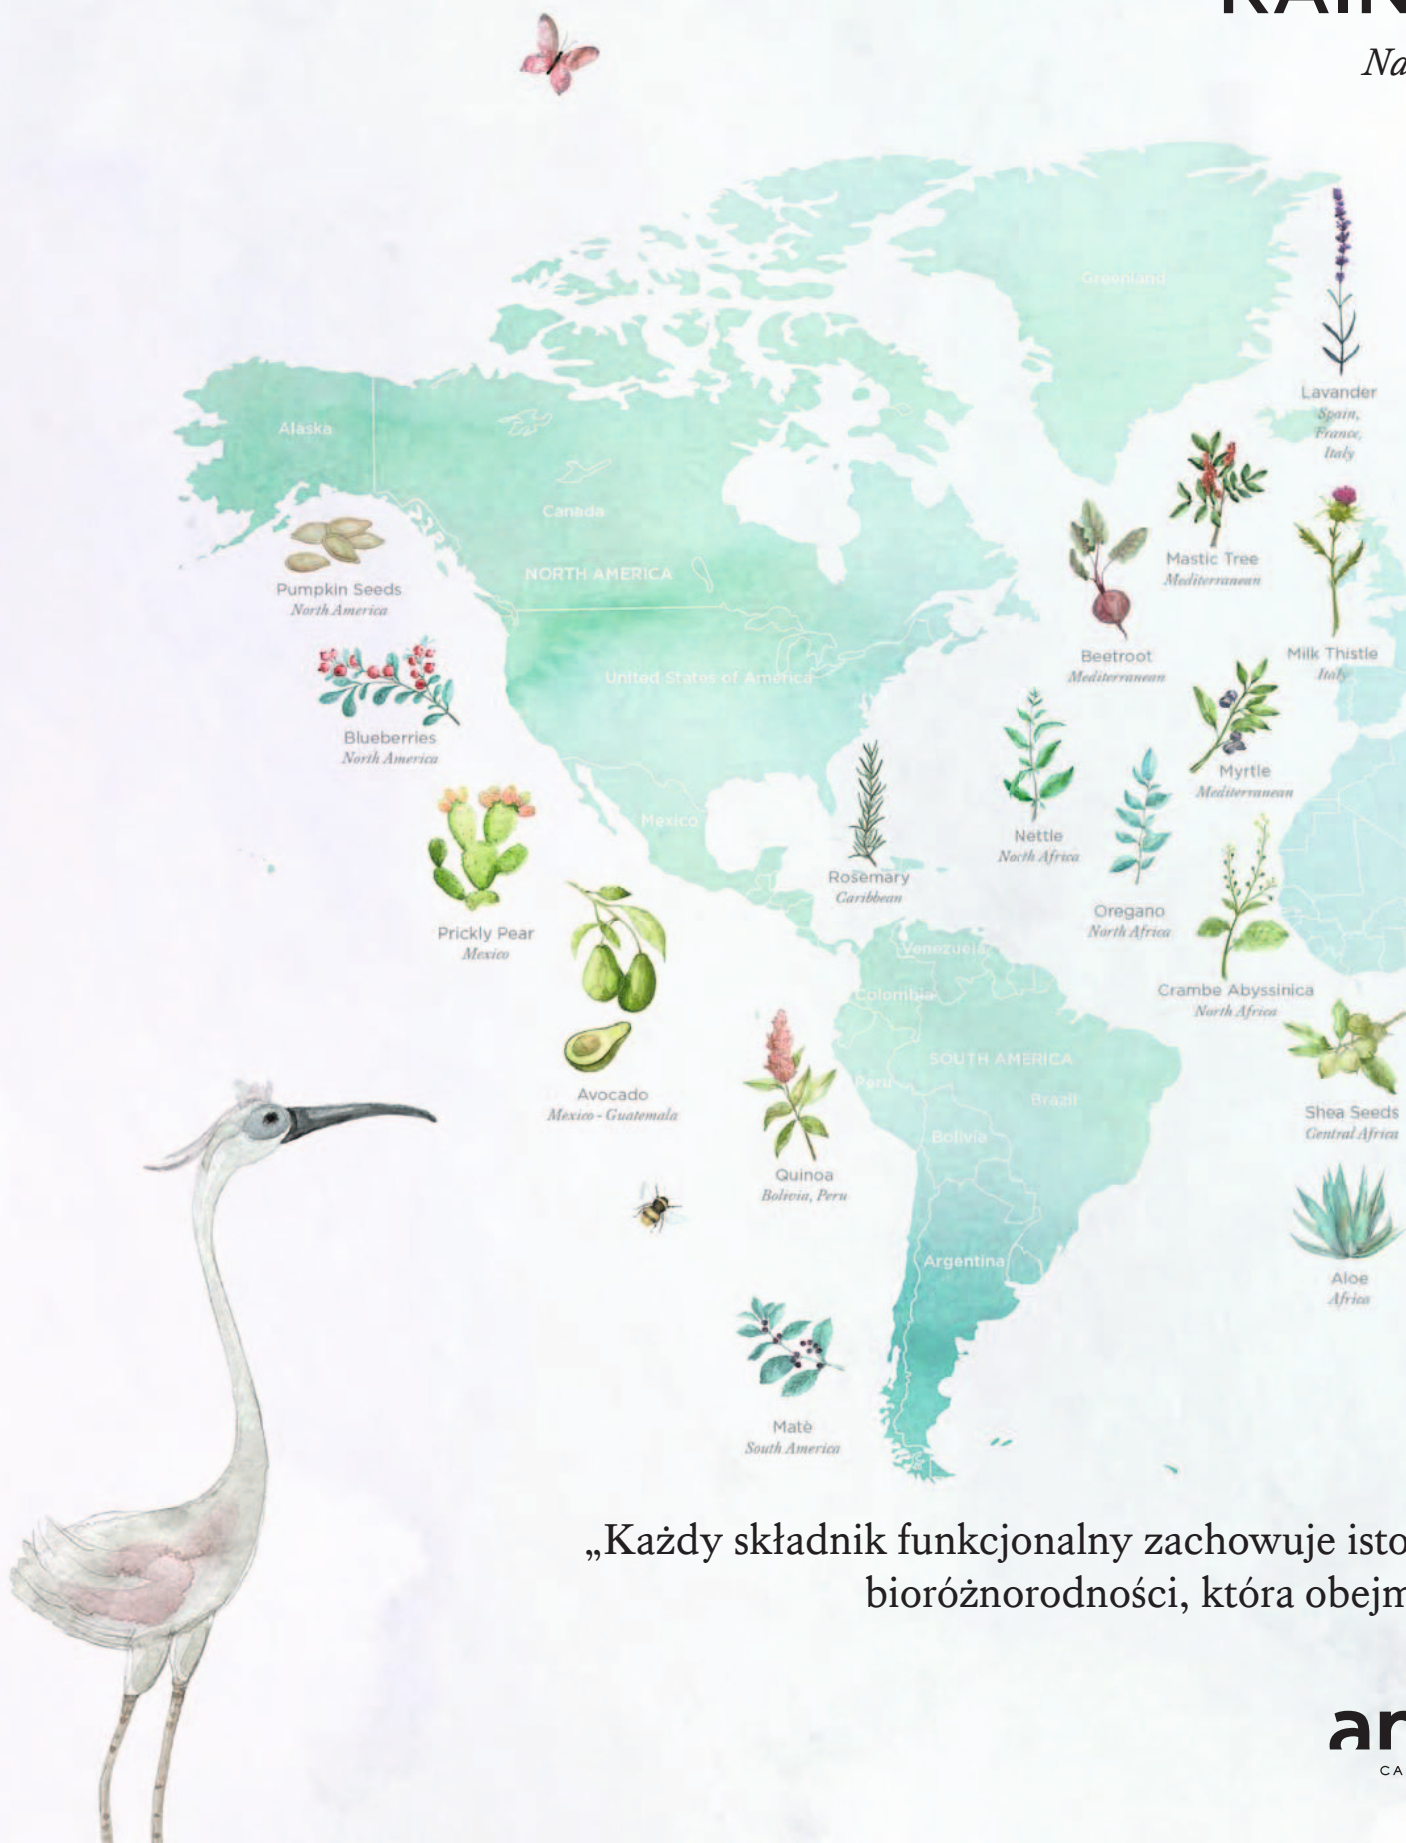 Greenland
Lavander
Spain,
France,
Italy
Alaska
Canada
NORTH AMERICA
Mastic Tree
Mediterranean
Pumpkin Seeds
North America
Beetroot
Mediterranean
Milk Thistle
Italy
United States of America
Blueberries
North America
Myrtle
Mediterranean
Mexico
Nettle
North Africa
Rosemary
Caribbean
Oregano
North Africa
Prickly Pear
Mexico
Venezuela
Colombia
Crambe Abyssinica
North Africa
SOUTH AMERICA
Peru
Brazil
Avocado
Mexico - Guatemala
Shea Seeds
Central Africa
Bolivia
Quinoa
Bolivia, Peru
Argentina
Aloe
Africa
Matè
South America
„Każdy składnik funkcjonalny zachowuje isto
bioróżnorodności, która obejm
ar
CA